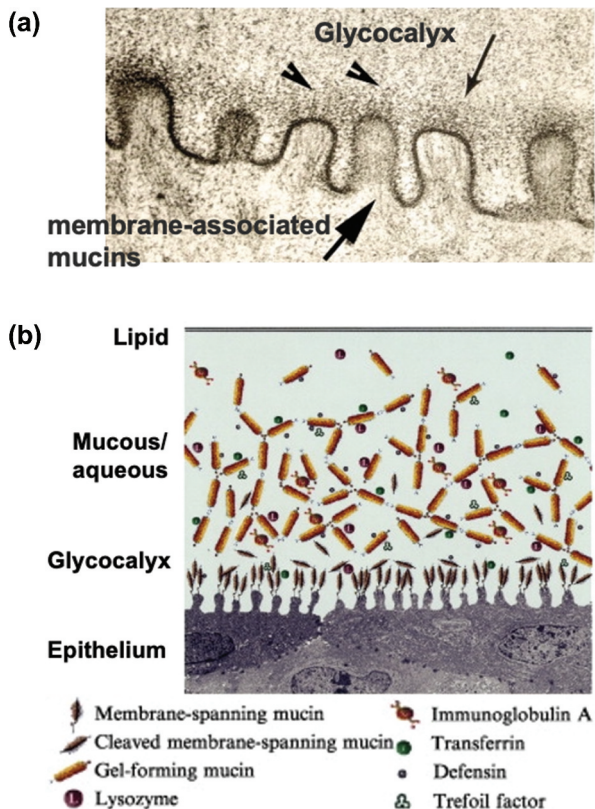 (a)
Glycocalyx
membrane-associated
mucins
(b)
Lipid
Mucous/
aqueous
Glycocalyx
Epithelium
Membrane-spanning mucin
Cleaved membrane-spanning mucin
Gel-forming mucin
L Lysozyme
Immunoglobulin A
Transferrin
Defensin
Trefoil factor